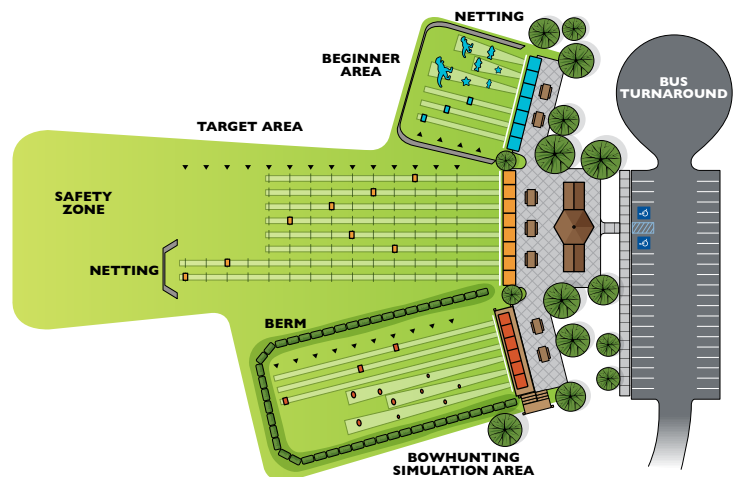 NETTING
BEGINNER
AREA
BUS
TURNAROUND
TARGET AREA
SAFETY
ZONE
NETTING
BERM
BOWHUNTING
SIMULATION AREA